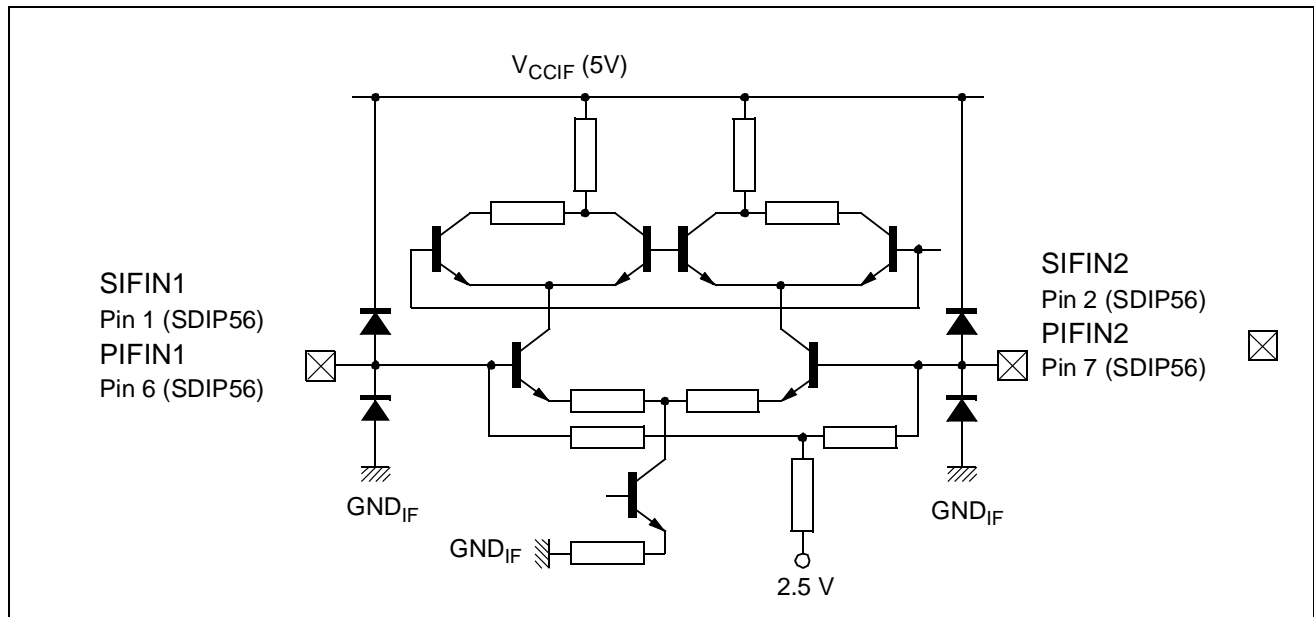 V_CCIF (5V)
SIFIN1
Pin 1 (SDIP56)
PIFIN1
Pin 6 (SDIP56)
SIFIN2
Pin 2 (SDIP56)
PIFIN2
Pin 7 (SDIP56)
GND_IF
GND_IF
GND_IF
2.5 V